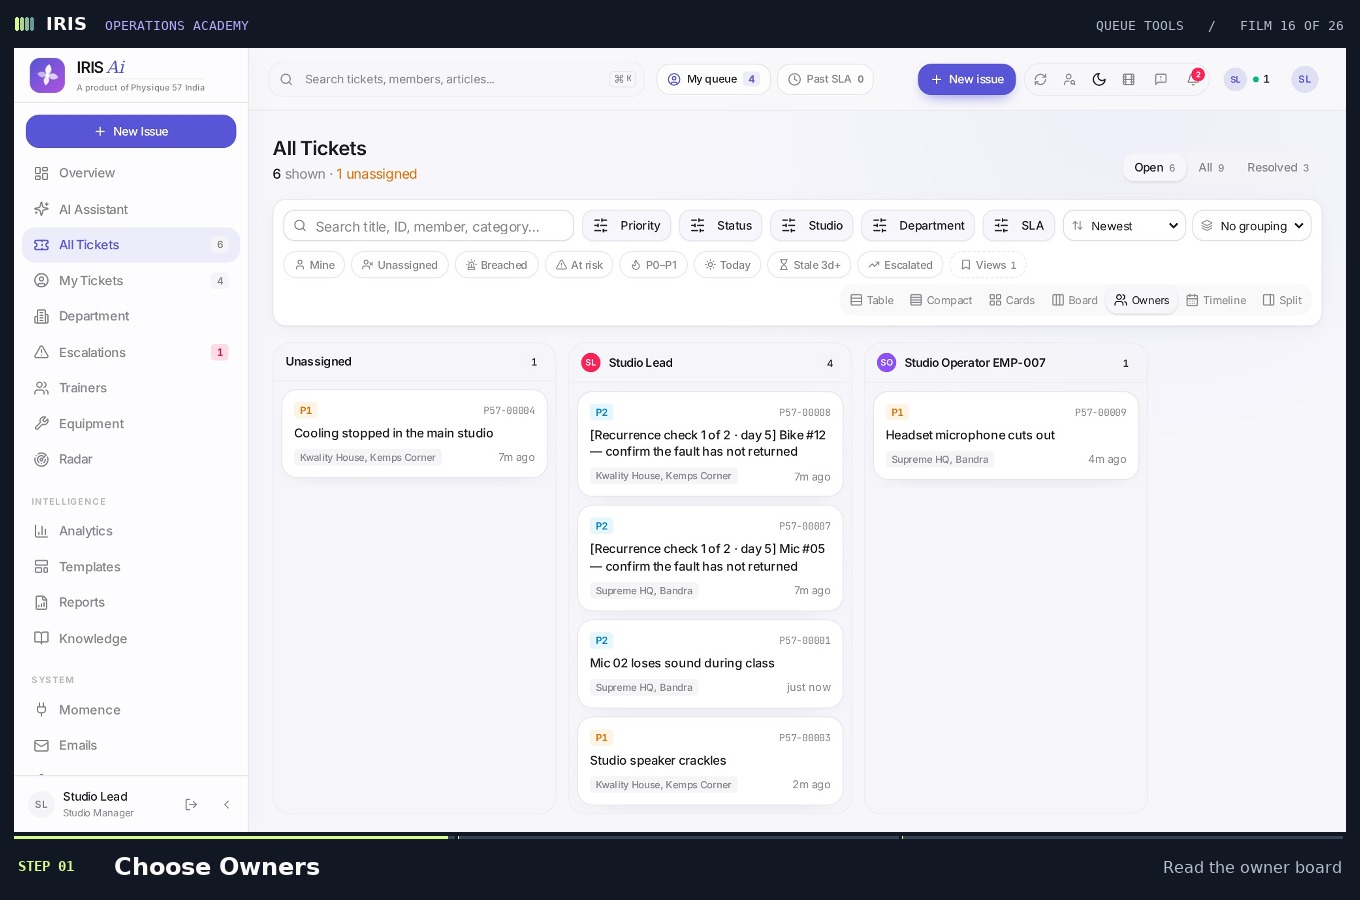 IRIS OPERATIONS ACADEMY
QUEUE TOOLS / FILM 16 OF 26
IRIS Ai
A product of Physique 57 India
Search tickets, members, articles...
⌘ K
My queue 4
Past SLA 0
New issue
2
SL
1
SL
New Issue
Overview
AI Assistant
All Tickets 6
My Tickets 4
Department
Escalations 1
Trainers
Equipment
Radar
INTELLIGENCE
Analytics
Templates
Reports
Knowledge
SYSTEM
Momence
Emails
SL
Studio Lead
Studio Manager
All Tickets
6 shown · 1 unassigned
Open 6
All 9
Resolved 3
Search title, ID, member, category...
Priority
Status
Studio
Department
SLA
Newest
No grouping
Mine
Unassigned
Breached
At risk
P0–P1
Today
Stale 3d+
Escalated
Views 1
Table
Compact
Cards
Board
Owners
Timeline
Split
Unassigned 1
P1 P57-00004
Cooling stopped in the main studio
Kwality House, Kemps Corner 7m ago
SL Studio Lead 4
P2 P57-00008
[Recurrence check 1 of 2 · day 5] Bike #12
— confirm the fault has not returned
Kwality House, Kemps Corner 7m ago
P2 P57-00007
[Recurrence check 1 of 2 · day 5] Mic #05
— confirm the fault has not returned
Supreme HQ, Bandra 7m ago
P2 P57-00001
Mic 02 loses sound during class
Supreme HQ, Bandra just now
P1 P57-00003
Studio speaker crackles
Kwality House, Kemps Corner 2m ago
SO Studio Operator EMP-007 1
P1 P57-00009
Headset microphone cuts out
Supreme HQ, Bandra 4m ago
STEP 01 Choose Owners
Read the owner board